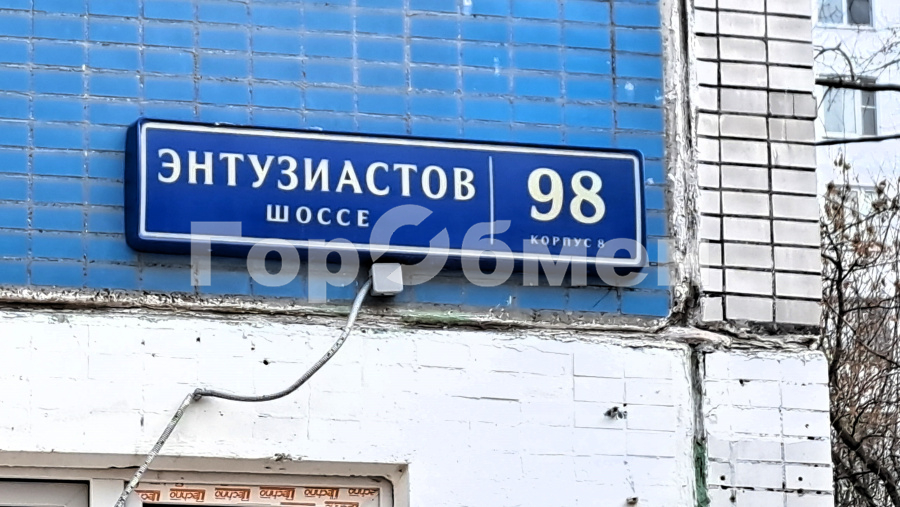 ЭНТУЗИАСТОВ
ШОССЕ
98
КОРПУС 8
ГорОбмен